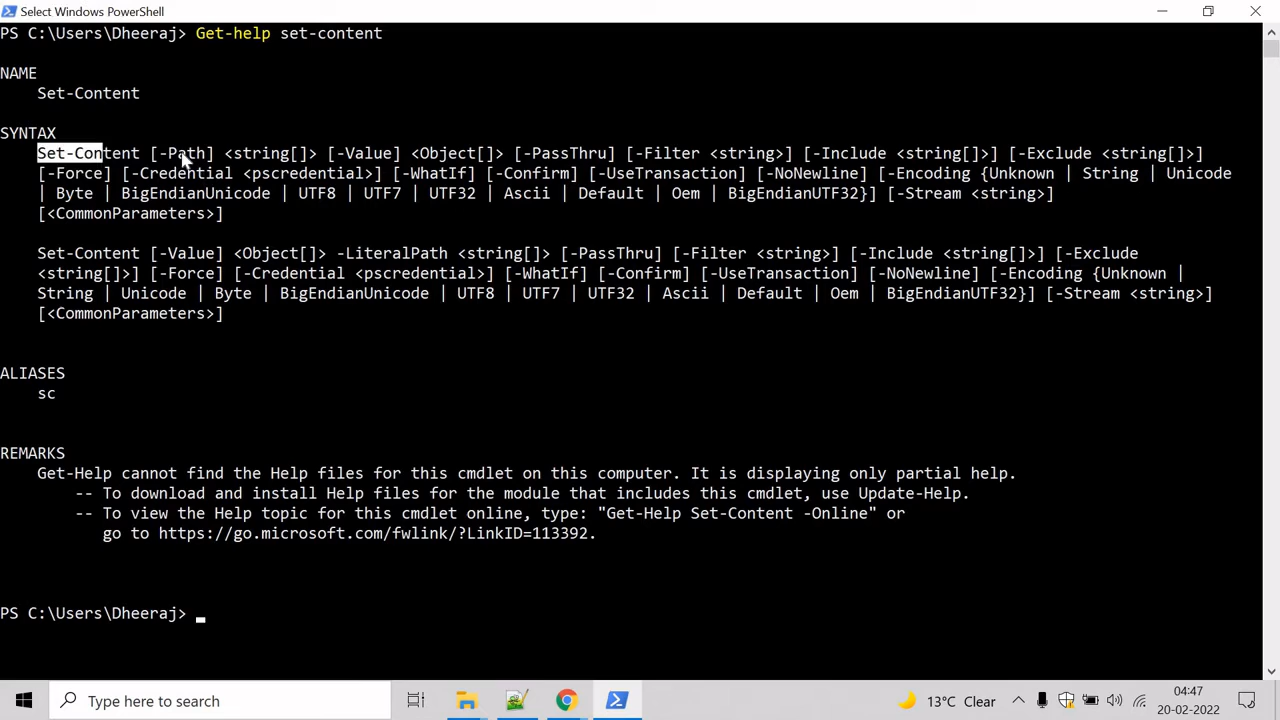 Select Windows PowerShell
PS C:\Users\Dheeraj> Get-help set-content
NAME
Set-Content
SYNTAX
Set-Content [-Path] <string[]> [-Value] <Object[]> [-PassThru] [-Filter <string>] [-Include <string[]>] [-Exclude <string[]>]
[-Force] [-Credential <pscredential>] [-WhatIf] [-Confirm] [-UseTransaction] [-NoNewline] [-Encoding {Unknown | String | Unicode
| Byte | BigEndianUnicode | UTF8 | UTF7 | UTF32 | Ascii | Default | Oem | BigEndianUTF32}] [-Stream <string>]
[<CommonParameters>]
Set-Content [-Value] <Object[]> -LiteralPath <string[]> [-PassThru] [-Filter <string>] [-Include <string[]>] [-Exclude
<string[]>] [-Force] [-Credential <pscredential>] [-WhatIf] [-Confirm] [-UseTransaction] [-NoNewline] [-Encoding {Unknown |
String | Unicode | Byte | BigEndianUnicode | UTF8 | UTF7 | UTF32 | Ascii | Default | Oem | BigEndianUTF32}] [-Stream <string>]
[<CommonParameters>]
ALIASES
sc
REMARKS
Get-Help cannot find the Help files for this cmdlet on this computer. It is displaying only partial help.
-- To download and install Help files for the module that includes this cmdlet, use Update-Help.
-- To view the Help topic for this cmdlet online, type: "Get-Help Set-Content -Online" or
go to https://go.microsoft.com/fwlink/?LinkID=113392.
PS C:\Users\Dheeraj>
Type here to search
13°C Clear
04:47
20-02-2022